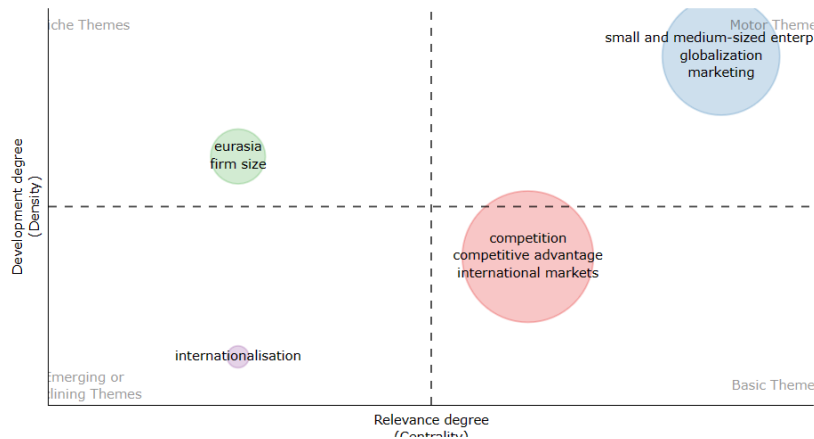 iche Themes
Motor Theme
small and medium-sized enterp
globalization
marketing
eurasia
firm size
Development degree
(Density)
competition
competitive advantage
international markets
internationalisation
Emerging or
lining Themes
Basic Theme
Relevance degree
(Centrality)